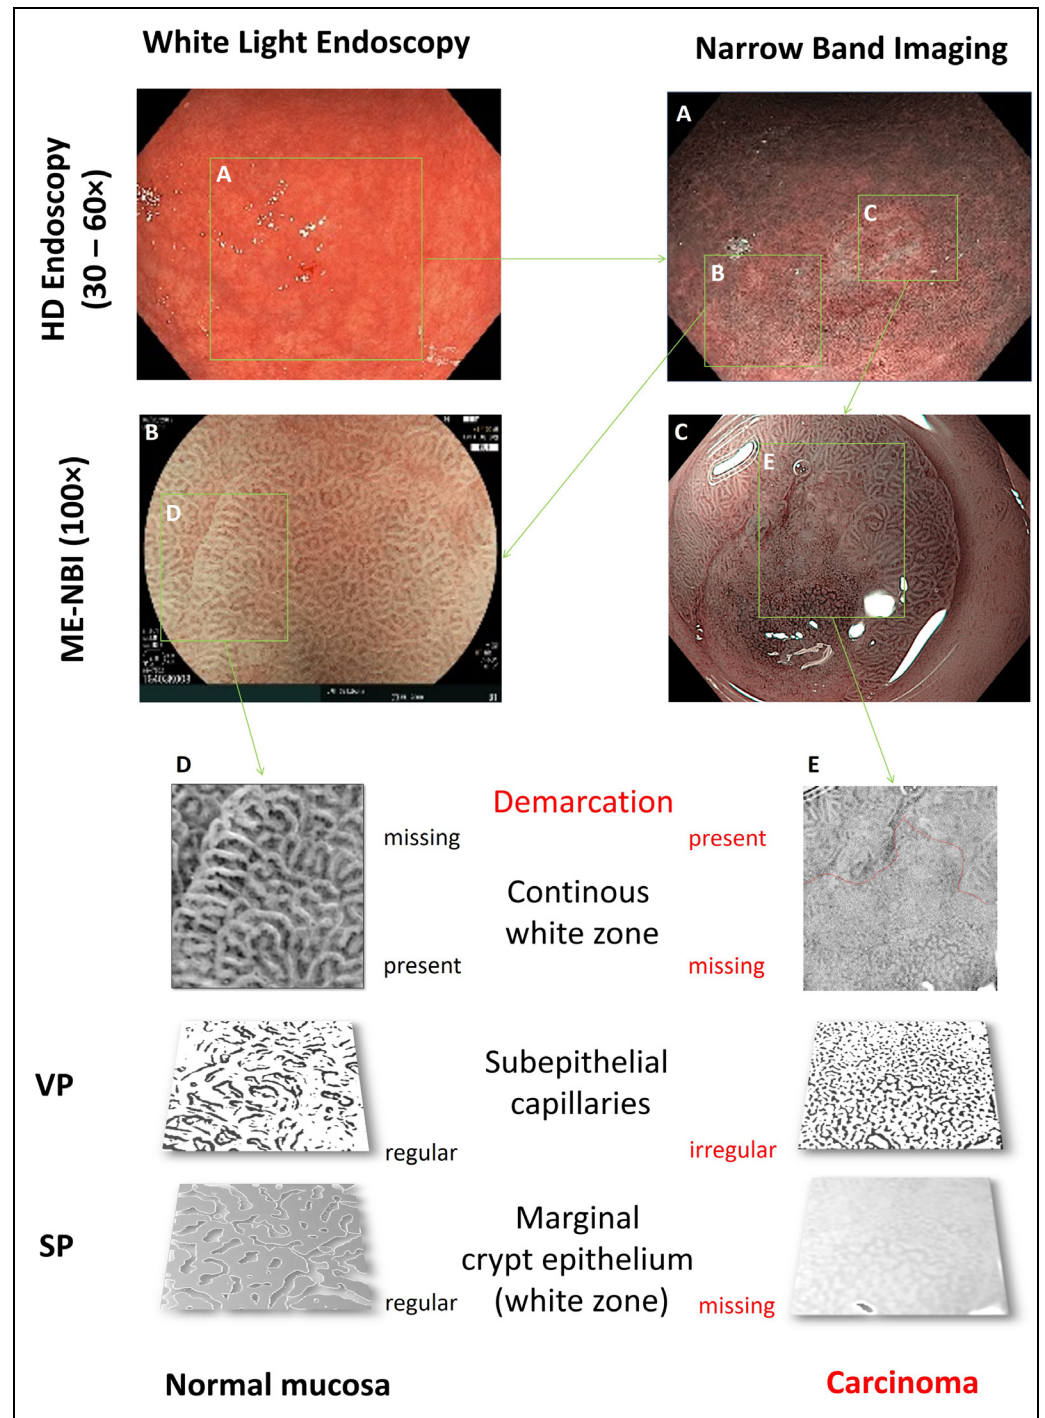 White Light Endoscopy
Narrow Band Imaging
HD Endoscopy
(30 – 60×)
A
A
C
B
ME-NBI (100×)
B
D
C
E
D
E
Demarcation
missing
present
Continous
white zone
present
missing
VP
Subepithelial
capillaries
regular
irregular
SP
Marginal
crypt epithelium
(white zone)
regular
missing
Normal mucosa
Carcinoma